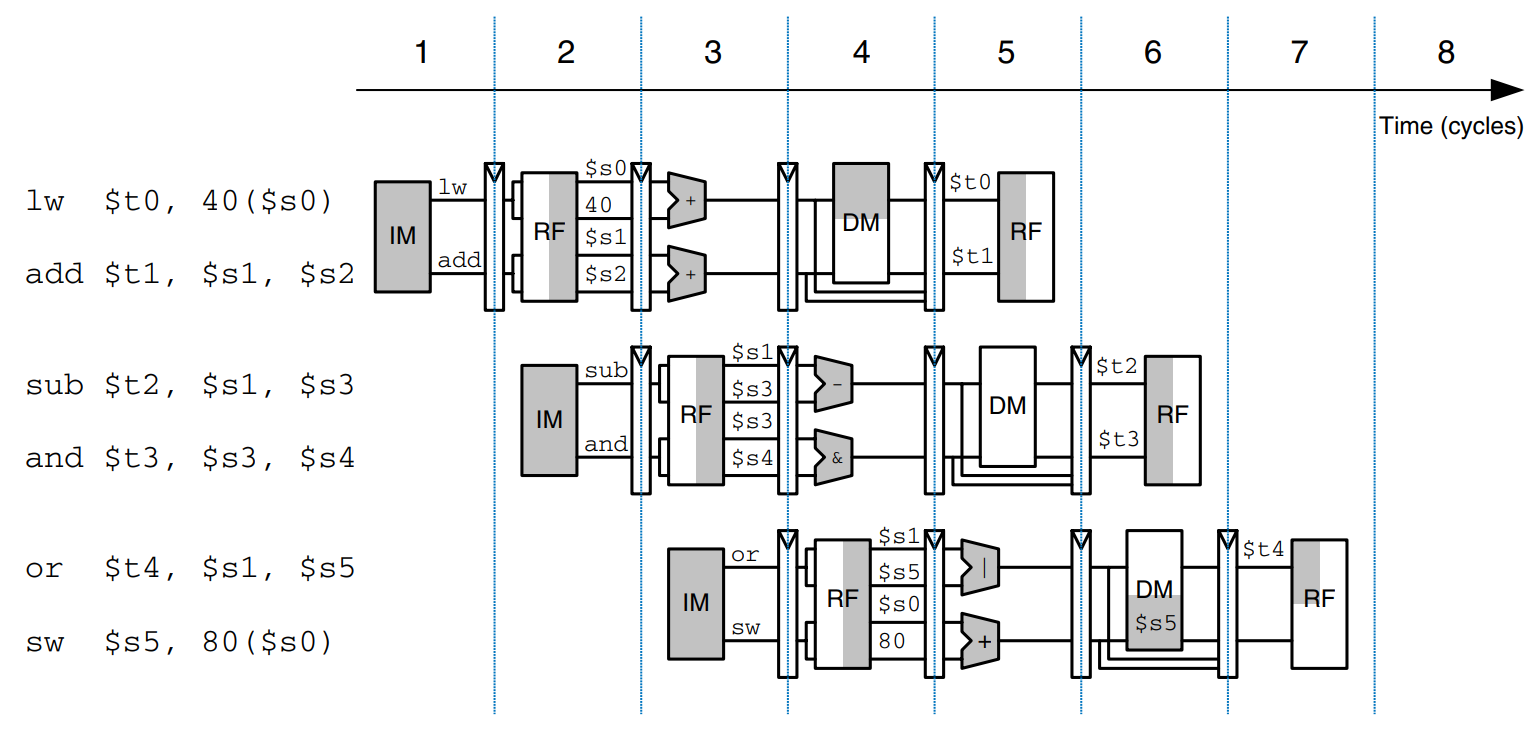 1 2 3 4 5 6 7 8
Time (cycles)
lw $t0, 40($s0)
add $t1, $s1, $s2
IM
lw
add
RF
$s0
40
$s1
$s2
+
+
DM
$t0
$t1
RF
sub $t2, $s1, $s3
and $t3, $s3, $s4
IM
sub
and
RF
$s1
$s3
$s3
$s4
-
&
DM
$t2
$t3
RF
or $t4, $s1, $s5
sw $s5, 80($s0)
IM
or
sw
RF
$s1
$s5
$s0
80
|
+
DM
$s5
$t4
RF